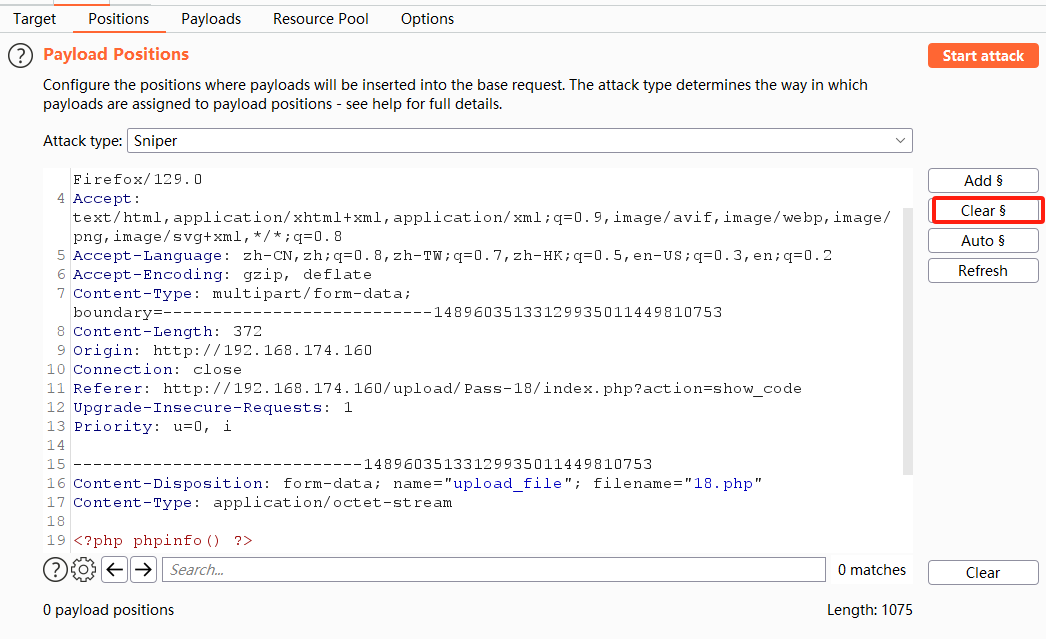 Target Positions Payloads Resource Pool Options
? Payload Positions
Start attack
Configure the positions where payloads will be inserted into the base request. The attack type determines the way in which
payloads are assigned to payload positions - see help for full details.
Attack type: Sniper
Firefox/129.0
4 Accept:
text/html,application/xhtml+xml,application/xml;q=0.9,image/avif,image/webp,image/
png,image/svg+xml,*/*;q=0.8
5 Accept-Language: zh-CN,zh;q=0.8,zh-TW;q=0.7,zh-HK;q=0.5,en-US;q=0.3,en;q=0.2
6 Accept-Encoding: gzip, deflate
7 Content-Type: multipart/form-data;
boundary=---------------------------148960351331299350114498​10753
8 Content-Length: 372
9 Origin: http://192.168.174.160
10 Connection: close
11 Referer: http://192.168.174.160/upload/Pass-18/index.php?action=show_code
12 Upgrade-Insecure-Requests: 1
13 Priority: u=0, i
14
15 -----------------------------14896035133129935011449810753
16 Content-Disposition: form-data; name="upload_file"; filename="18.php"
17 Content-Type: application/octet-stream
18
19 <?php phpinfo() ?>
Add §
Clear §
Auto §
Refresh
? Search... 0 matches
Clear
0 payload positions
Length: 1075